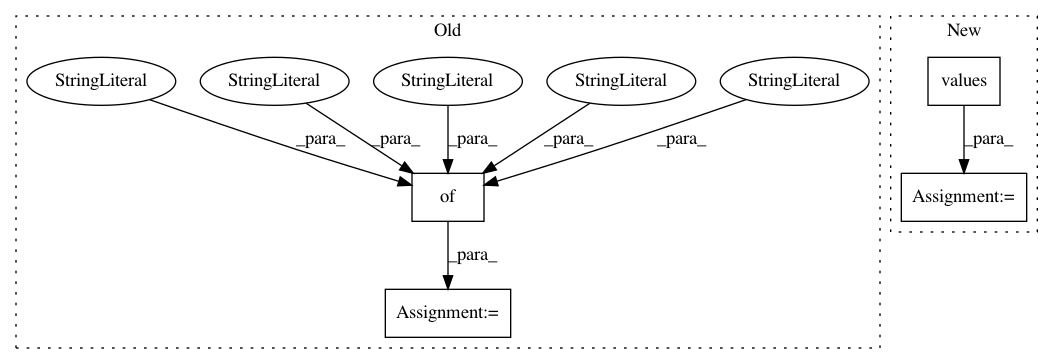 Old
New
StringLiteral StringLiteral StringLiteral StringLiteral StringLiteral
values
_para_ _para_ _para_ _para_ _para_
_para_
of
Assignment:=
_para_
Assignment:=